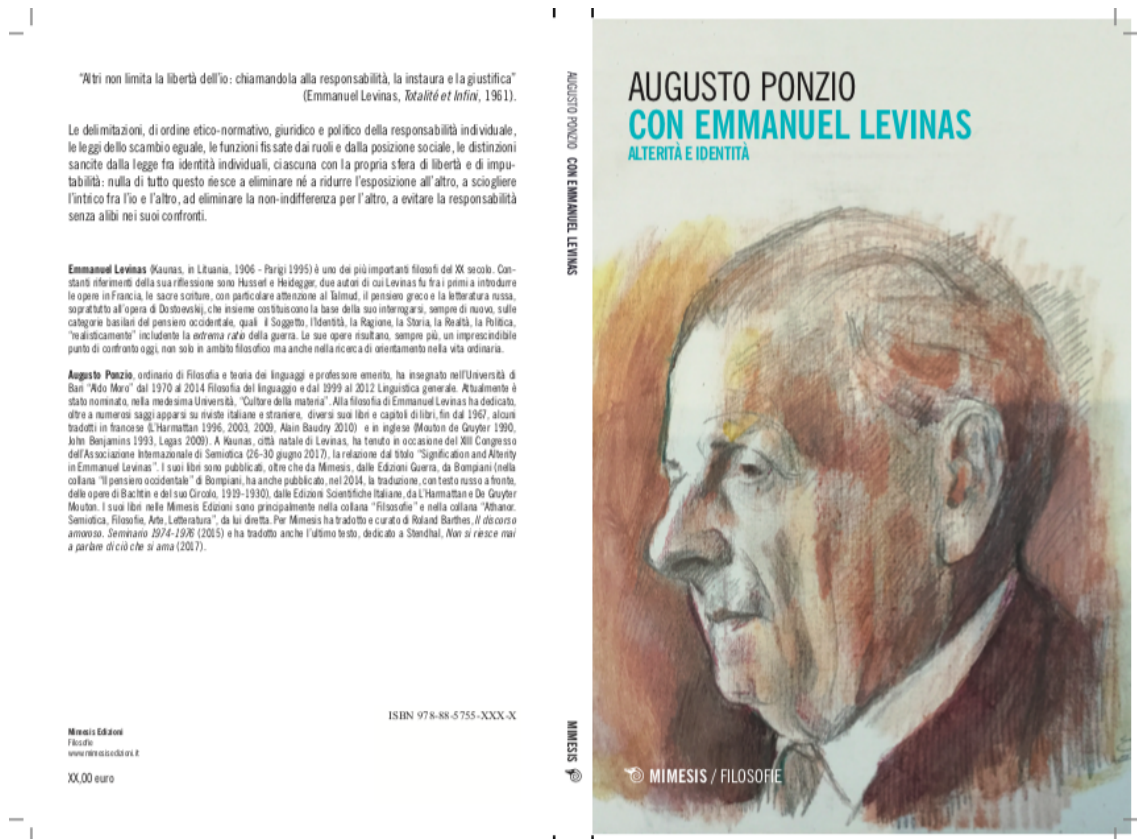 "Altri non limita la libertà dell'io: chiamandola alla responsabilità, la instaura e la giustifica"
(Emmanuel Levinas, Totalité et Infini, 1961).
Le delimitazioni, di ordine etico-normativo, giuridico e politico della responsabilità individuale,
le leggi dello scambio eguale, le funzioni fissate dai ruoli e dalla posizione sociale, le distinzioni
sancite dalla legge fra identità individuali, ciascuna con la propria sfera di libertà e di impu-
tabilità: nulla di tutto questo riesce a eliminare né a ridurre l'esposizione all'altro, a sciogliere
l'intrico fra l'io e l'altro, ad eliminare la non-indifferenza per l'altro, a evitare la responsabilità
senza alibi nei suoi confronti.
Emmanuel Levinas (Kaunas, in Lituania, 1906 - Parigi 1995) è uno dei più importanti filosofi del XX secolo. Con-
stanti riferimenti della sua riflessione sono Husserl e Heidegger, due autori di cui Levinas fu fra i primi a introdurre
le opere in Francia, le sacre scritture, con particolare attenzione al Talmud, il pensiero greco e la letteratura russa,
soprattutto all'opera di Dostoevskij, che insieme costituiscono la base della suo interrogarsi, sempre di nuovo, sulle
categorie basilari del pensiero occidentale, quali il Soggetto, l'Identità, la Ragione, la Storia, la Realtà, la Politica,
"realisticamente" includente la extrema ratio della guerra. Le sue opere risultano, sempre più, un imprescindibile
punto di confronto oggi, non solo in ambito filosofico ma anche nella ricerca di orientamento nella vita ordinaria.
Augusto Ponzio, ordinario di Filosofia e teoria dei linguaggi e professore emerito, ha insegnato nell'Università di
Bari "Aldo Moro" dal 1970 al 2014 Filosofia del linguaggio e dal 1999 al 2012 Linguistica generale. Attualmente è
stato nominato, nella medesima Università, "Cultore della materia". Alla filosofia di Emmanuel Levinas ha dedicato,
oltre a numerosi saggi apparsi su riviste italiane e straniere, diversi suoi libri e capitoli di libri, fin dal 1967, alcuni
tradotti in francese (L'Harmattan 1996, 2003, 2009, Alain Baudry 2010) e in inglese (Mouton de Gruyter 1990,
John Benjamins 1993, Legas 2009). A Kaunas, città natale di Levinas, ha tenuto in occasione del XIII Congresso
dell'Associazione Internazionale di Semiotica (26-30 giugno 2017), la relazione dal titolo "Signification and Alterity
in Emmanuel Levinas". I suoi libri sono pubblicati, oltre che da Mimesis, dalle Edizioni Guerra, da Bompiani (nella
collana "Il pensiero occidentale" di Bompiani, ha anche pubblicato, nel 2014, la traduzione, con testo russo a fronte,
delle opere di Bachtin e del suo Circolo, 1919-1930), dalle Edizioni Scientifiche Italiane, da L'Harmattan e De Gruyter
Mouton. I suoi libri nelle Mimesis Edizioni sono principalmente nella collana "Filsosofie" e nella collana "Athanor.
Semiotica, Filosofie, Arte, Letteratura", da lui diretta. Per Mimesis ha tradotto e curato di Roland Barthes, Il discorso
amoroso. Seminario 1974-1976 (2015) e ha tradotto anche l'ultimo testo, dedicato a Stendhal, Non si riesce mai
a parlare di ciò che si ama (2017).
ISBN 978-88-5755-XXX-X
Mimesis Edizioni
Filosofie
www.mimesisedizioni.it
XX,00 euro
AUGUSTO PONZIO CON EMMANUEL LEVINAS
MIMESIS
AUGUSTO PONZIO
CON EMMANUEL LEVINAS
ALTERITÀ E IDENTITÀ
MIMESIS / FILOSOFIE